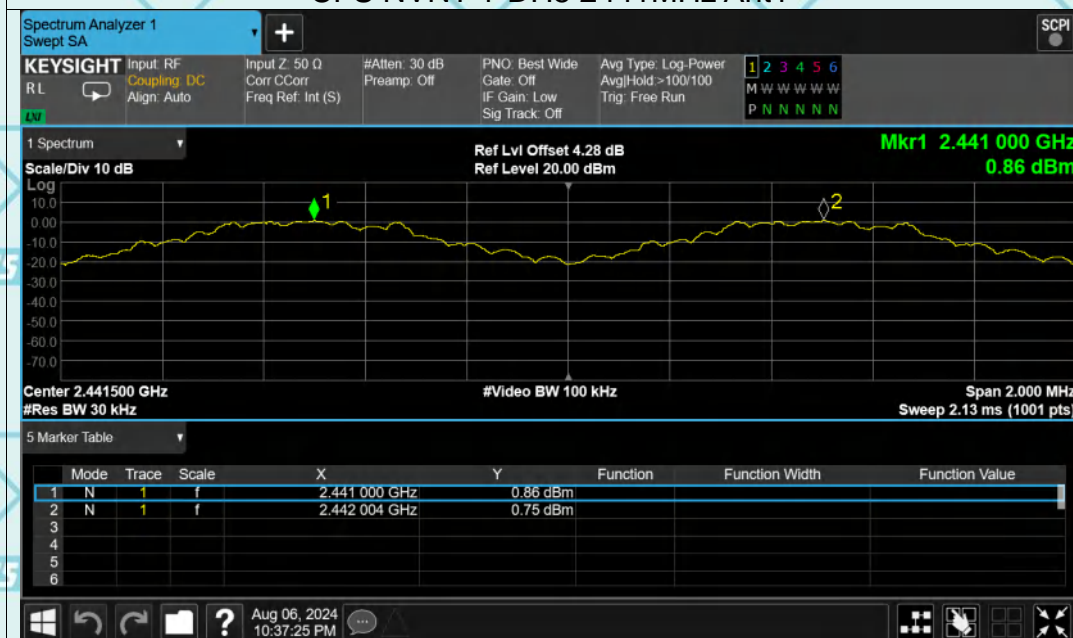 Spectrum Analyzer 1
Swept SA
+
SCPI
KEYSIGHT
RL
LXI
Input: RF
Coupling: DC
Align: Auto
Input Z: 50 Ω
Corr CCorr
Freq Ref: Int (S)
#Atten: 30 dB
Preamp: Off
PNO: Best Wide
Gate: Off
IF Gain: Low
Sig Track: Off
Avg Type: Log-Power
Avg|Hold:>100/100
Trig: Free Run
1 2 3 4 5 6
M W W W W W
P N N N N N
1 Spectrum
Scale/Div 10 dB
Ref Lvl Offset 4.28 dB
Ref Level 20.00 dBm
Mkr1 2.441 000 GHz
0.86 dBm
Log
10.0
0.00
-10.0
-20.0
-30.0
-40.0
-50.0
-60.0
-70.0
1
2
Center 2.441500 GHz
#Res BW 30 kHz
#Video BW 100 kHz
Span 2.000 MHz
Sweep 2.13 ms (1001 pts)
5 Marker Table
Mode Trace Scale X Y Function Function Width Function Value
1 N 1 f 2.441 000 GHz 0.86 dBm
2 N 1 f 2.442 004 GHz 0.75 dBm
3
4
5
6
?
Aug 06, 2024
10:37:25 PM